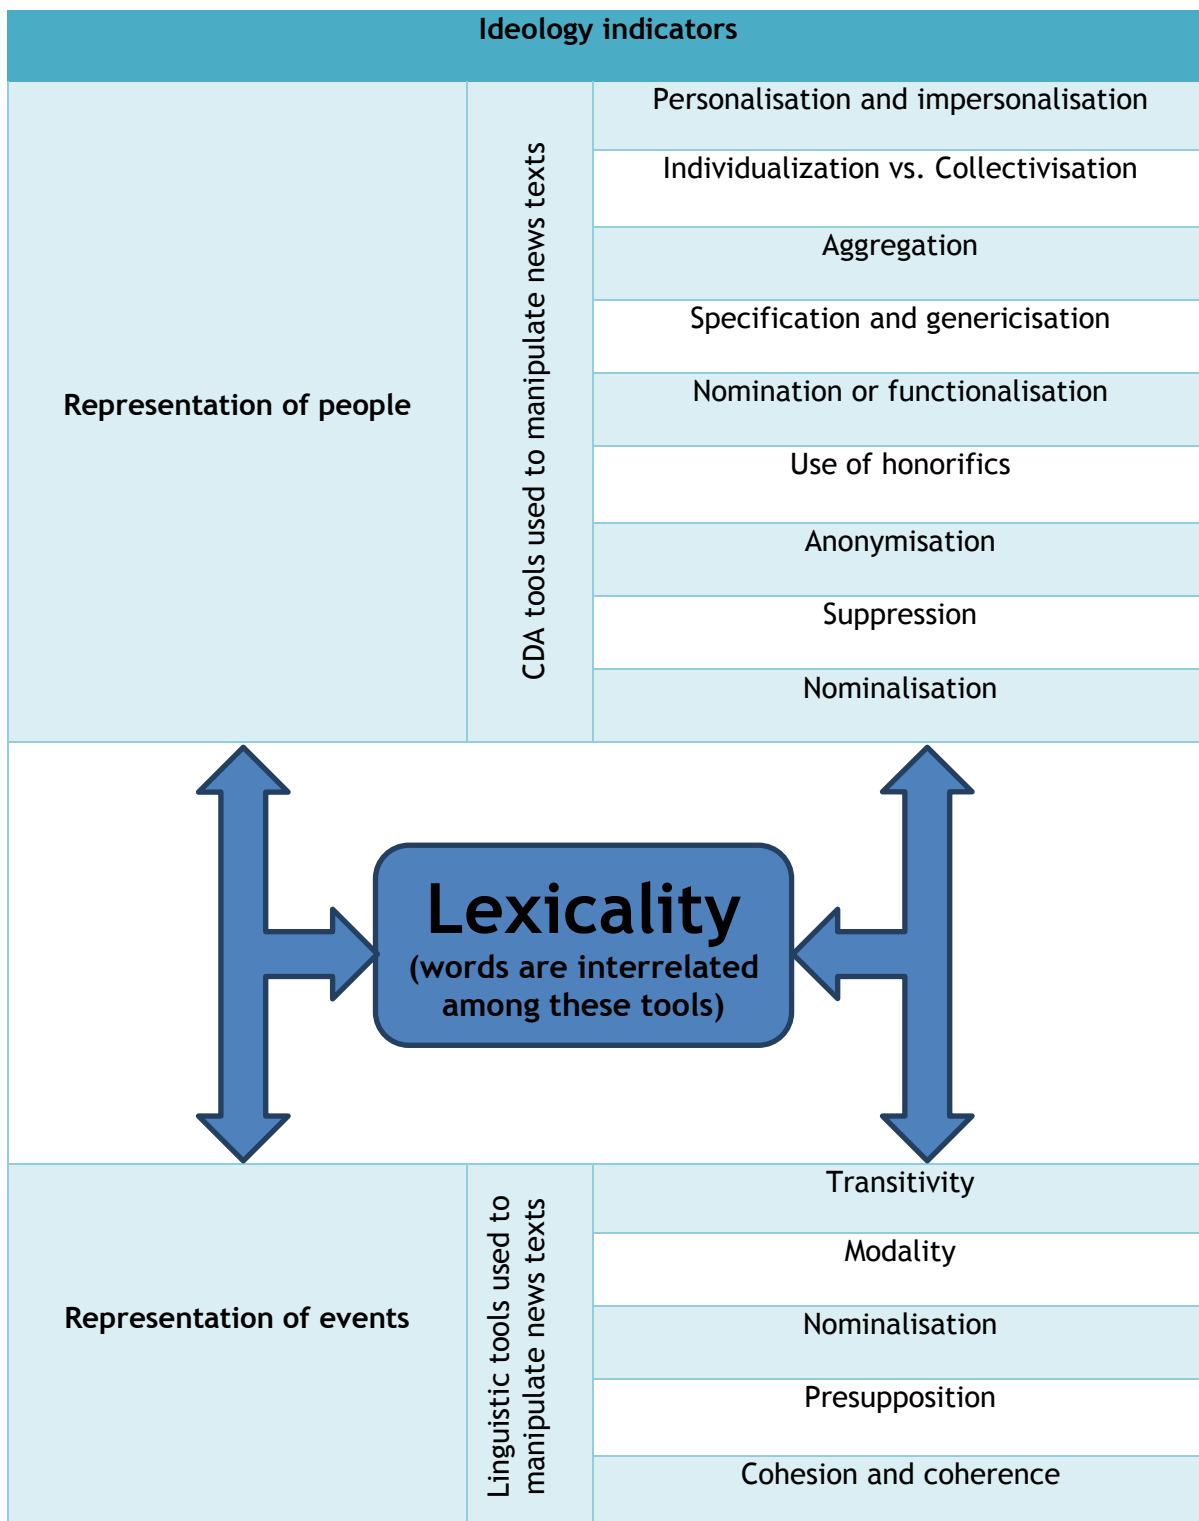 Ideology indicators
Representation of people
CDA tools used to manipulate news texts
Personalisation and impersonalisation
Individualization vs. Collectivisation
Aggregation
Specification and genericisation
Nomination or functionalisation
Use of honorifics
Anonymisation
Suppression
Nominalisation
Lexicality
(words are interrelated
among these tools)
Representation of events
Linguistic tools used to
manipulate news texts
Transitivity
Modality
Nominalisation
Presupposition
Cohesion and coherence